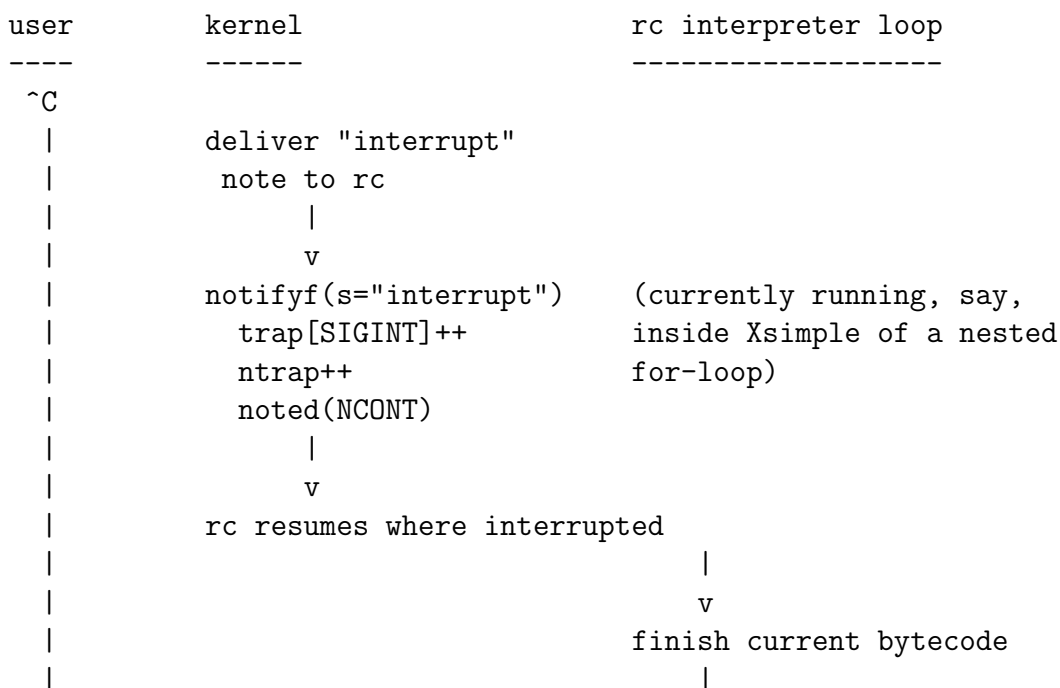 user       kernel                    rc interpreter loop
----       ------                    -------------------
 ^C
  |        deliver "interrupt"
  |         note to rc
  |              |
  |              v
  |        notifyf(s="interrupt")    (currently running, say,
  |          trap[SIGINT]++          inside Xsimple of a nested
  |          ntrap++                 for-loop)
  |          noted(NCONT)
  |              |
  |              v
  |        rc resumes where interrupted
  |                                      |
  |                                      v
  |                                  finish current bytecode
  |                                      |